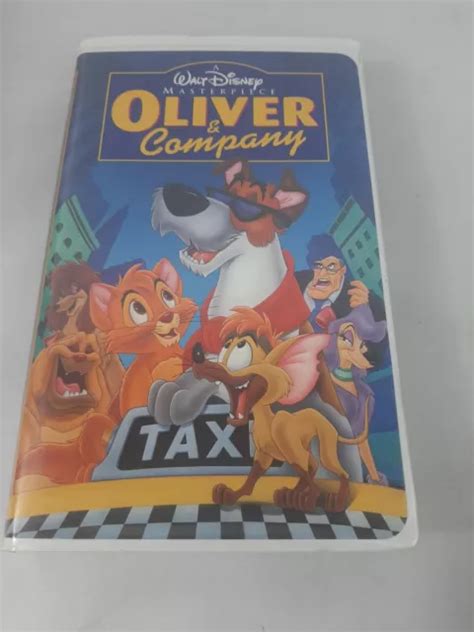 A
WALT DISNEY
MASTERPIECE
OLIVER
&
Company
TAXI